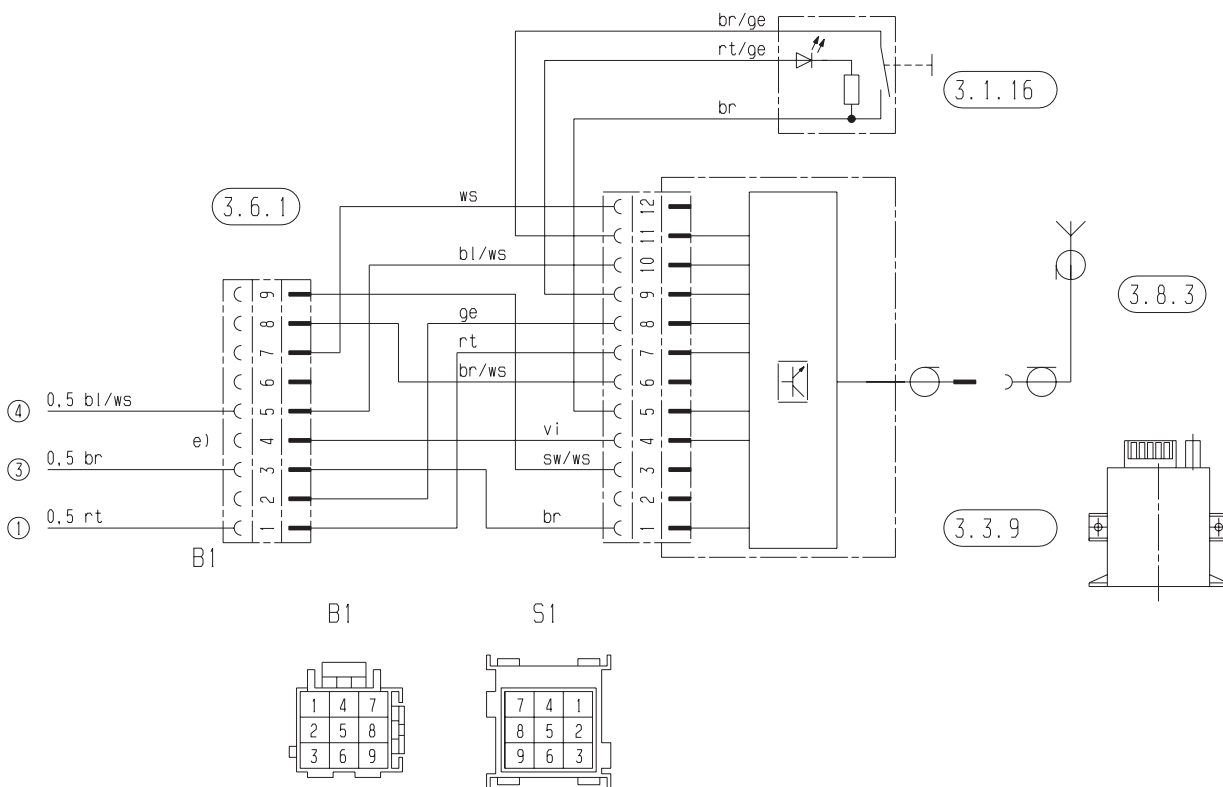 br/ge
rt/ge
3.1.16
br
3.6.1
ws
12
11
bl/ws
10
9
9
3.8.3
8
ge
8
7
rt
7
6
br/ws
6
④ 0,5 bl/ws
5
5
e)
4
vi
4
③ 0,5 br
3
sw/ws
3
2
2
① 0,5 rt
1
br
1
3.3.9
B1
B1
S1
1 4 7
2 5 8
3 6 9
7 4 1
8 5 2
9 6 3